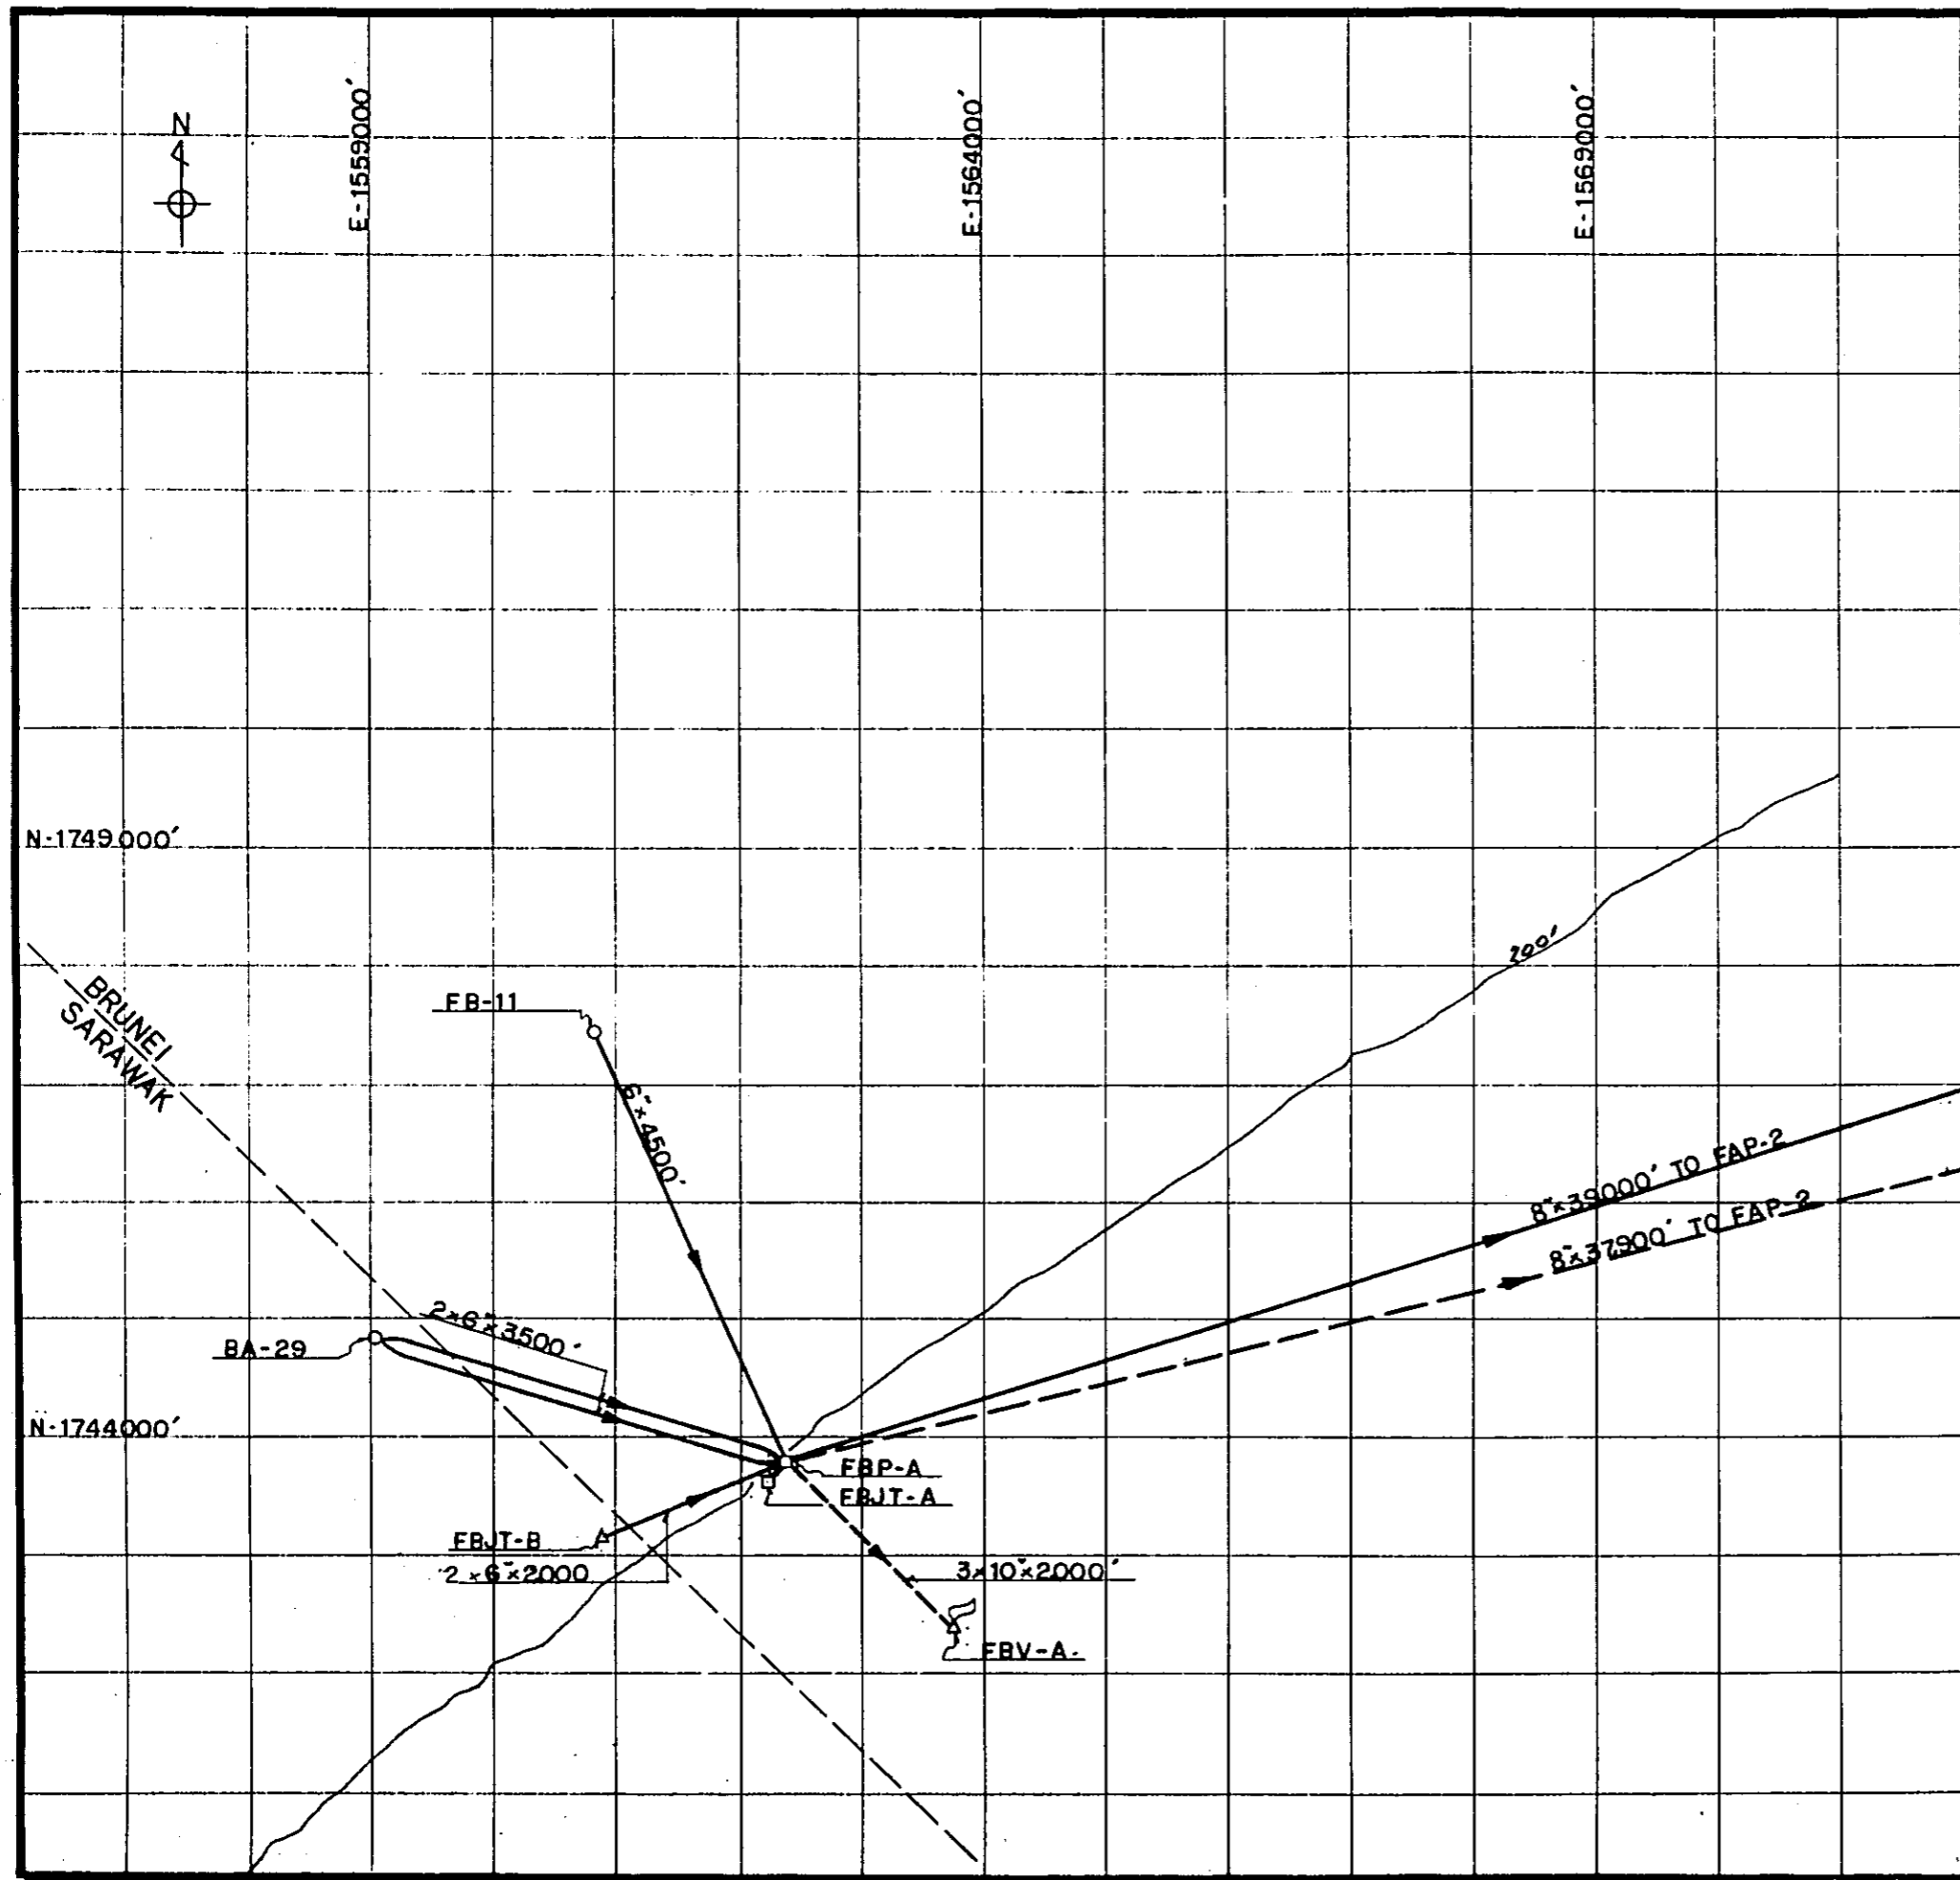 N
E-1559000'
E-1564000'
E-1569000'
N-1749000'
200'
BRUNEI
SARAWAK
FB-11
6"x4500'
8"x39000' TO FAP-2
8"x37900' TO FAP-2
2x6"x3500'
BA-29
N-1744000'
FBP-A
FBJT-A
FBJT-B
2x6"x2000
3x10"x2000'
FBV-A